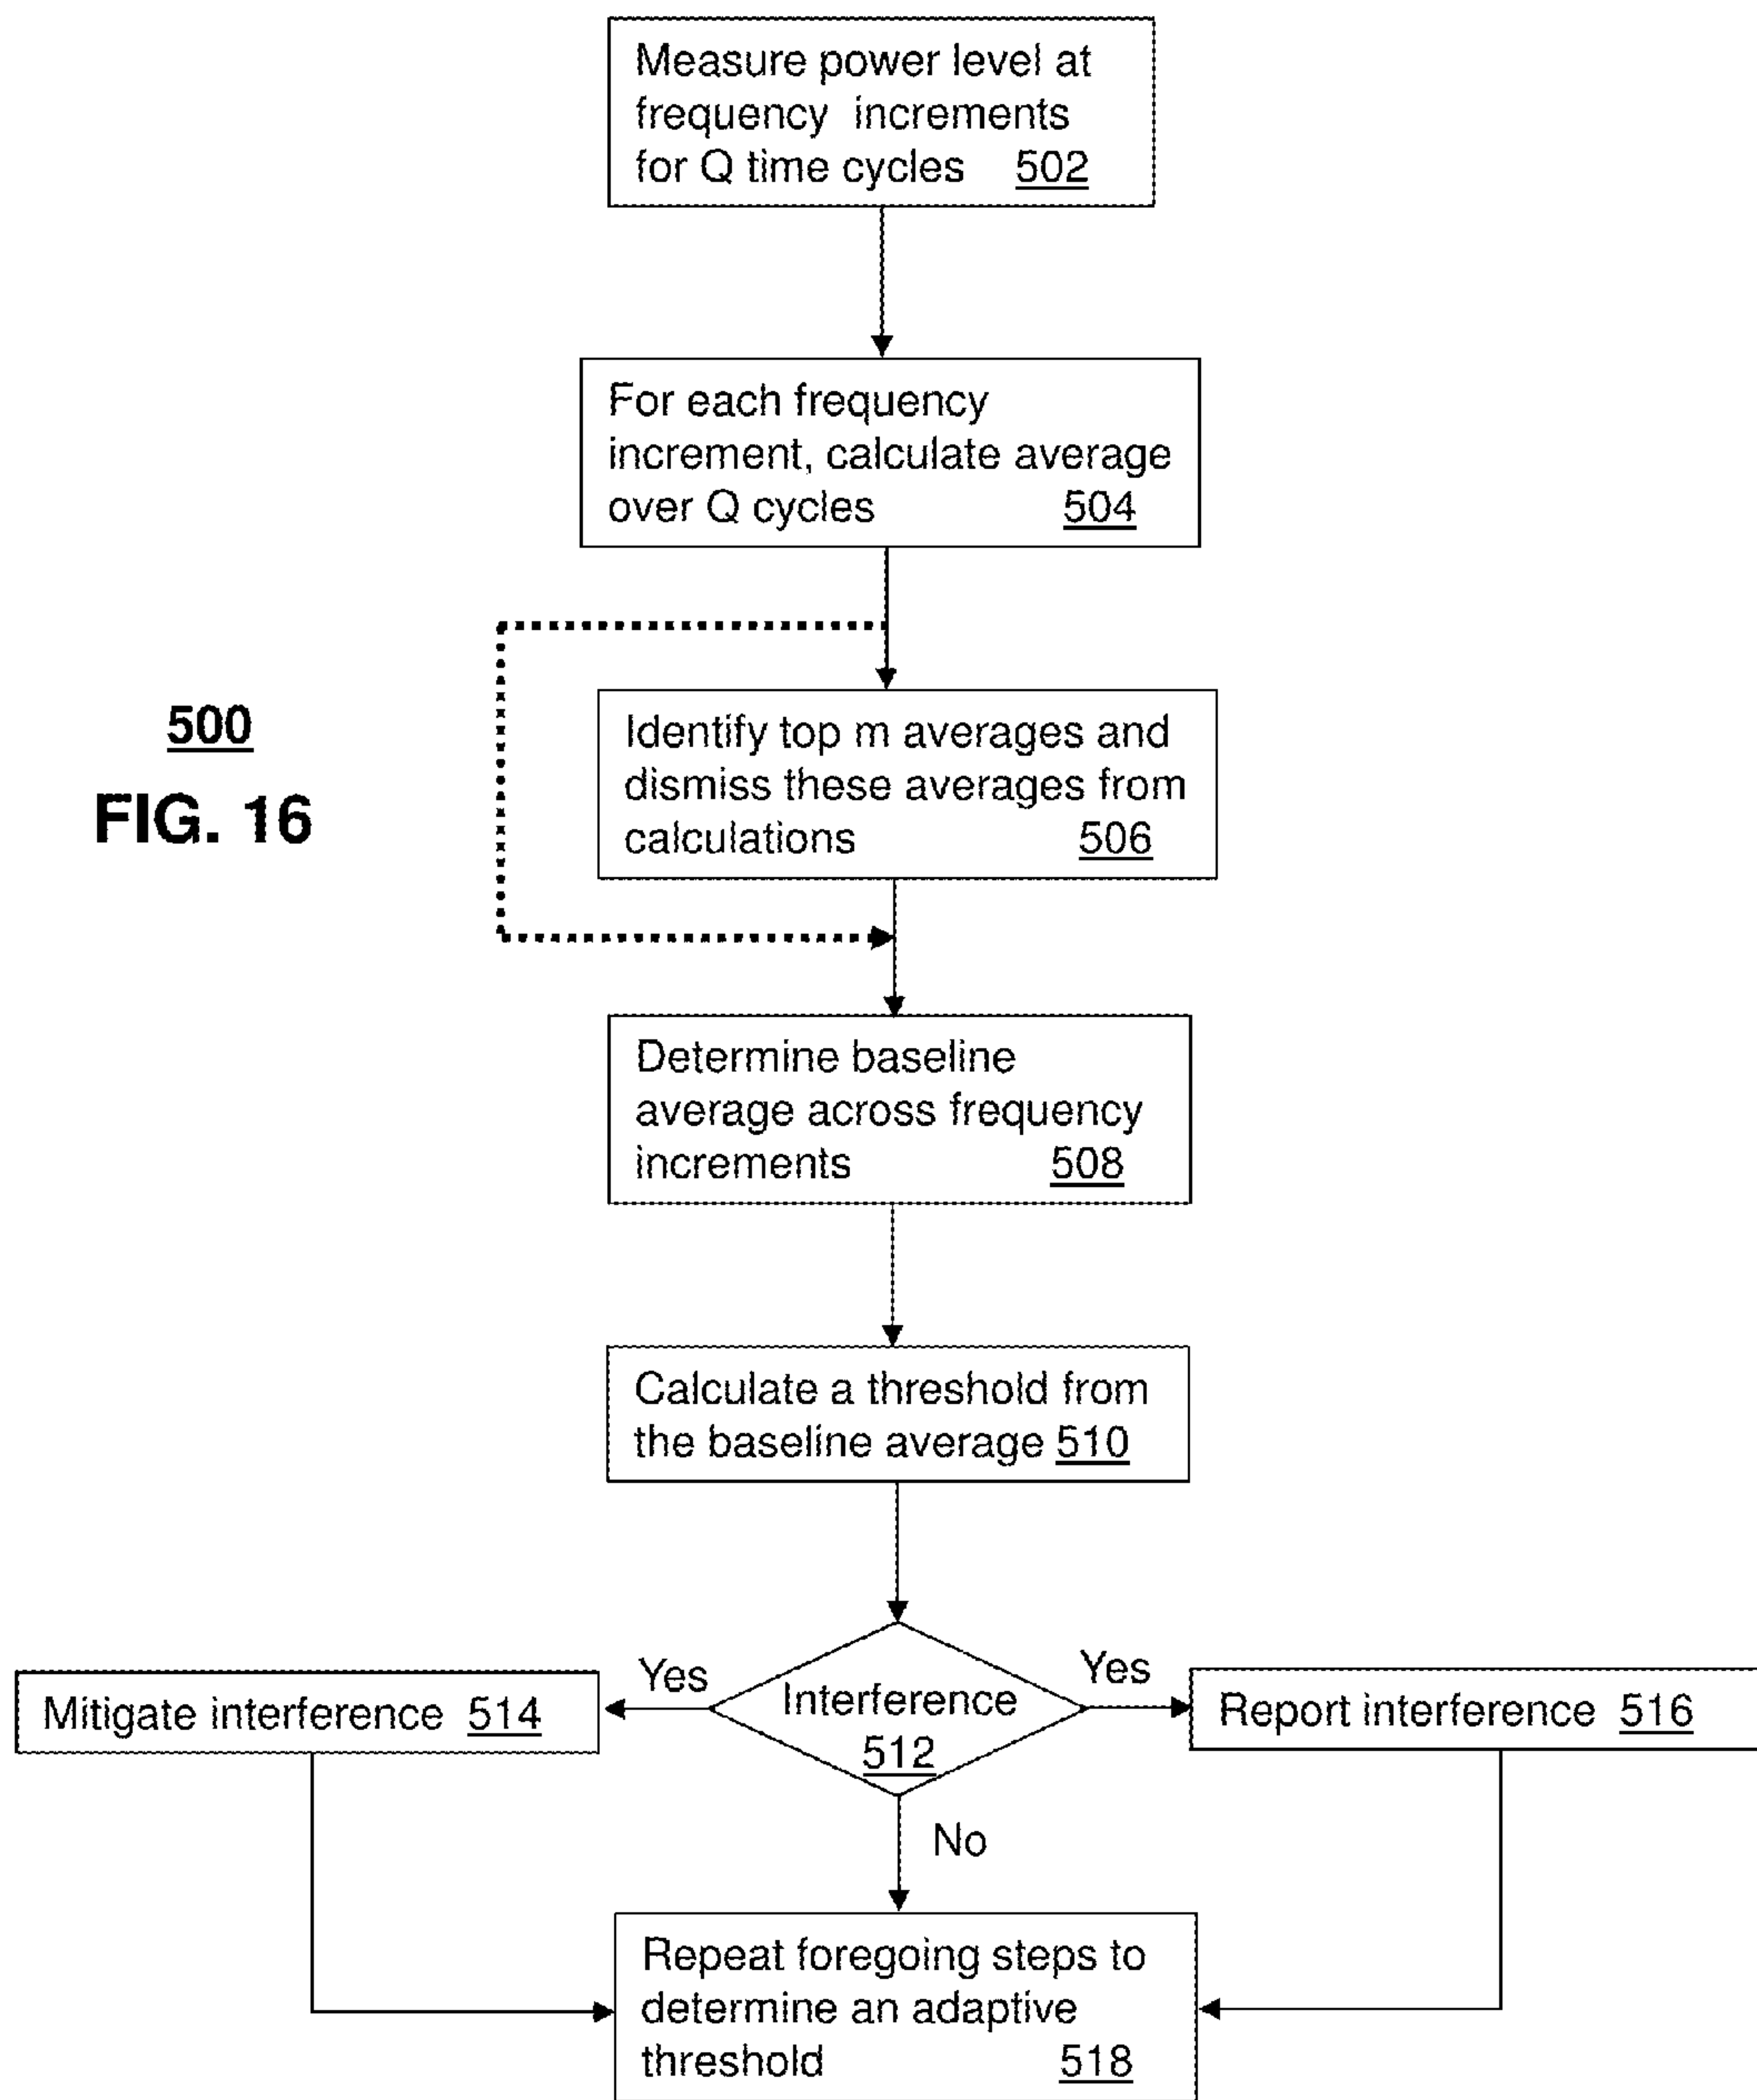 Measure power level at
frequency increments
for Q time cycles 502
For each frequency
increment, calculate average
over Q cycles 504
500
FIG. 16
Identify top m averages and
dismiss these averages from
calculations 506
Determine baseline
average across frequency
increments 508
Calculate a threshold from
the baseline average 510
Yes
Yes
Mitigate interference 514
Interference
512
Report interference 516
No
Repeat foregoing steps to
determine an adaptive
threshold 518